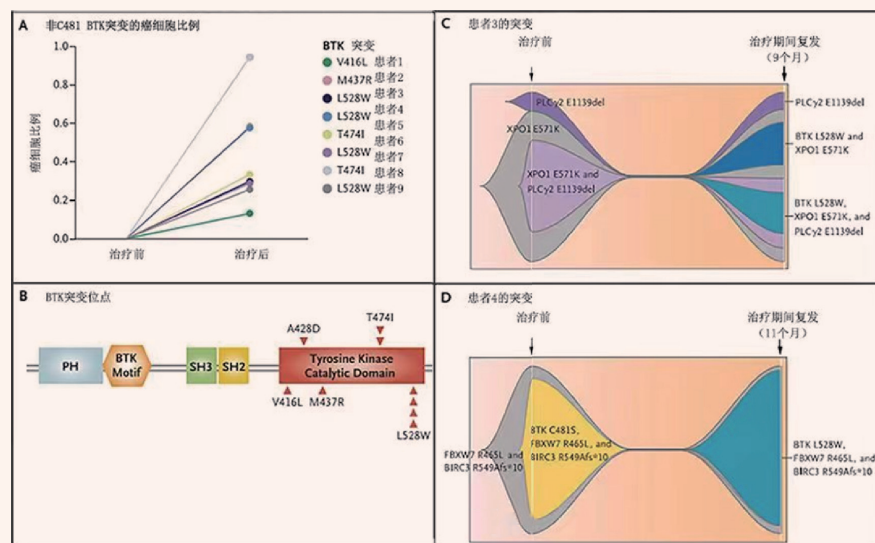 A 非C481 BTK突变的癌细胞比例
1.0
0.8
0.6
0.4
0.2
0.0
癌细胞比例
治疗前
治疗后
BTK 突变
V416L 患者1
M437R 患者2
L528W 患者3
L528W 患者4
T474I 患者5
L528W 患者6
T474I 患者7
L528W 患者8
患者9
B BTK突变位点
A428D
T474I
PH
BTK
Motif
SH3
SH2
Tyrosine Kinase
Catalytic Domain
V416L
M437R
L528W
C 患者3的突变
治疗前
治疗期间复发
（9个月）
PLCγ2 E1139del
XPO1 E571K
XPO1 E571K and
PLCγ2 E1139del
PLCγ2 E1139del
BTK L528W and
XPO1 E571K
BTK L528W,
XPO1 E571K, and
PLCγ2 E1139del
D 患者4的突变
治疗前
治疗期间复发
（11个月）
FBXW7 R465L and
BIRC3 R549Afs*10
BTK C481S,
FBXW7 R465L, and
BIRC3 R549Afs*10
BTK L528W,
FBXW7 R465L, and
BIRC3 R549Afs*10